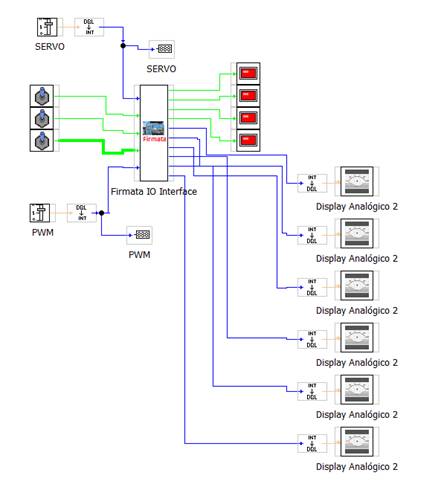 DGL
INT
SERVO
SERVO
Firmata
Firmata IO Interface
INT
DGL
Display Analógico 2
DGL
INT
PWM
PWM
INT
DGL
Display Analógico 2
INT
DGL
Display Analógico 2
INT
DGL
Display Analógico 2
INT
DGL
Display Analógico 2
INT
DGL
Display Analógico 2